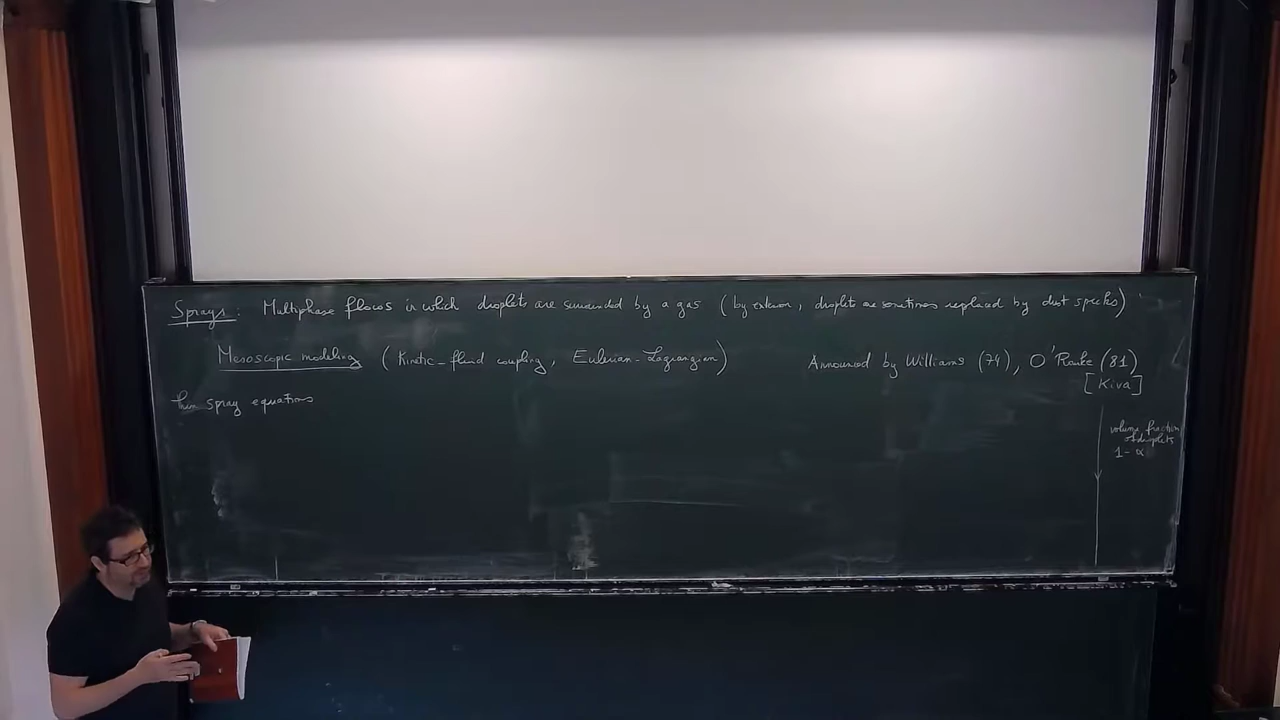 Sprays: Multiphase flows in which droplets are surrounded by a gas (by extension, droplet are sometimes replaced by dust specks)
Mesoscopic modeling (Kinetic-fluid coupling, Eulerian-Lagrangian) Announced by Williams (74), O'Rourke (81)
[Kiva]
Thin spray equations
volume fraction
of droplets
1-α